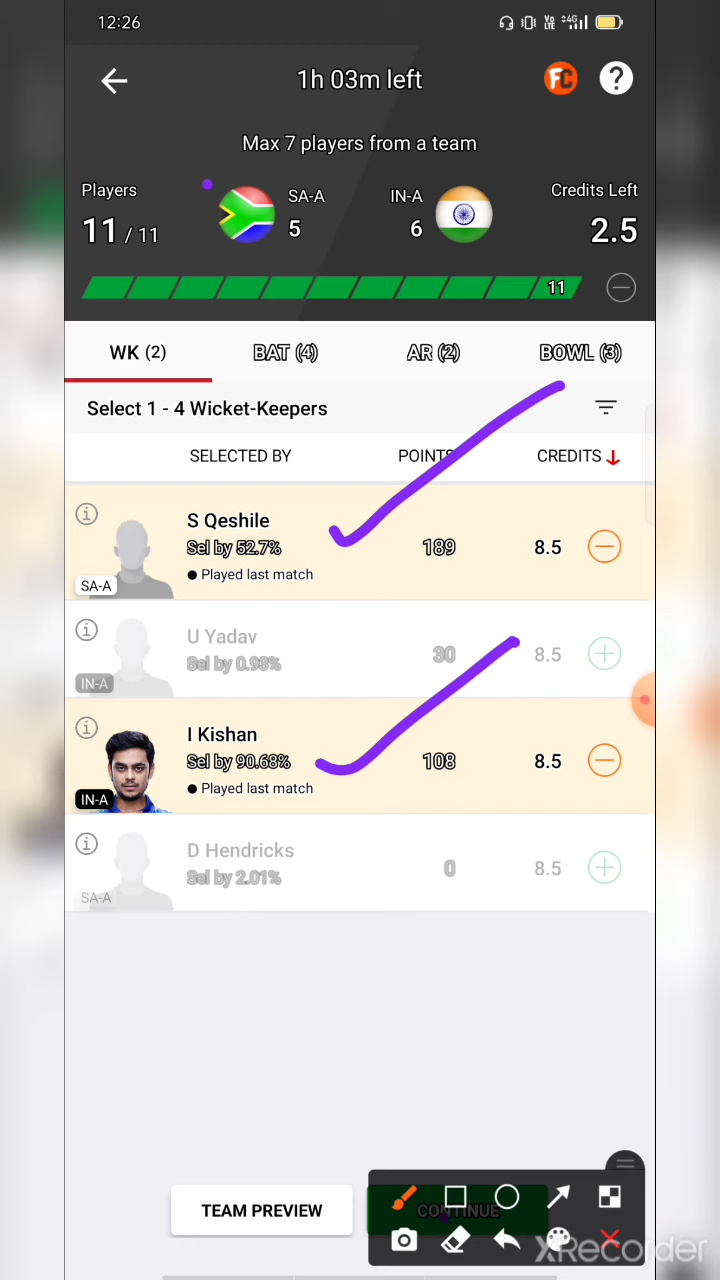 12:26
Vo LTE 4G
1h 03m left
FC ?
Max 7 players from a team
Players SA-A IN-A Credits Left
11 / 11 5 6 2.5
11
WK (2) BAT (4) AR (2) BOWL (3)
Select 1 - 4 Wicket-Keepers
SELECTED BY POINTS CREDITS
S Qeshile
Sel by 52.7% 189 8.5
Played last match
SA-A
U Yadav
Sel by 0.93% 30 8.5
IN-A
I Kishan
Sel by 90.68% 108 8.5
Played last match
IN-A
D Hendricks
Sel by 2.01% 0 8.5
SA-A
TEAM PREVIEW CONTINUE
XRecorder